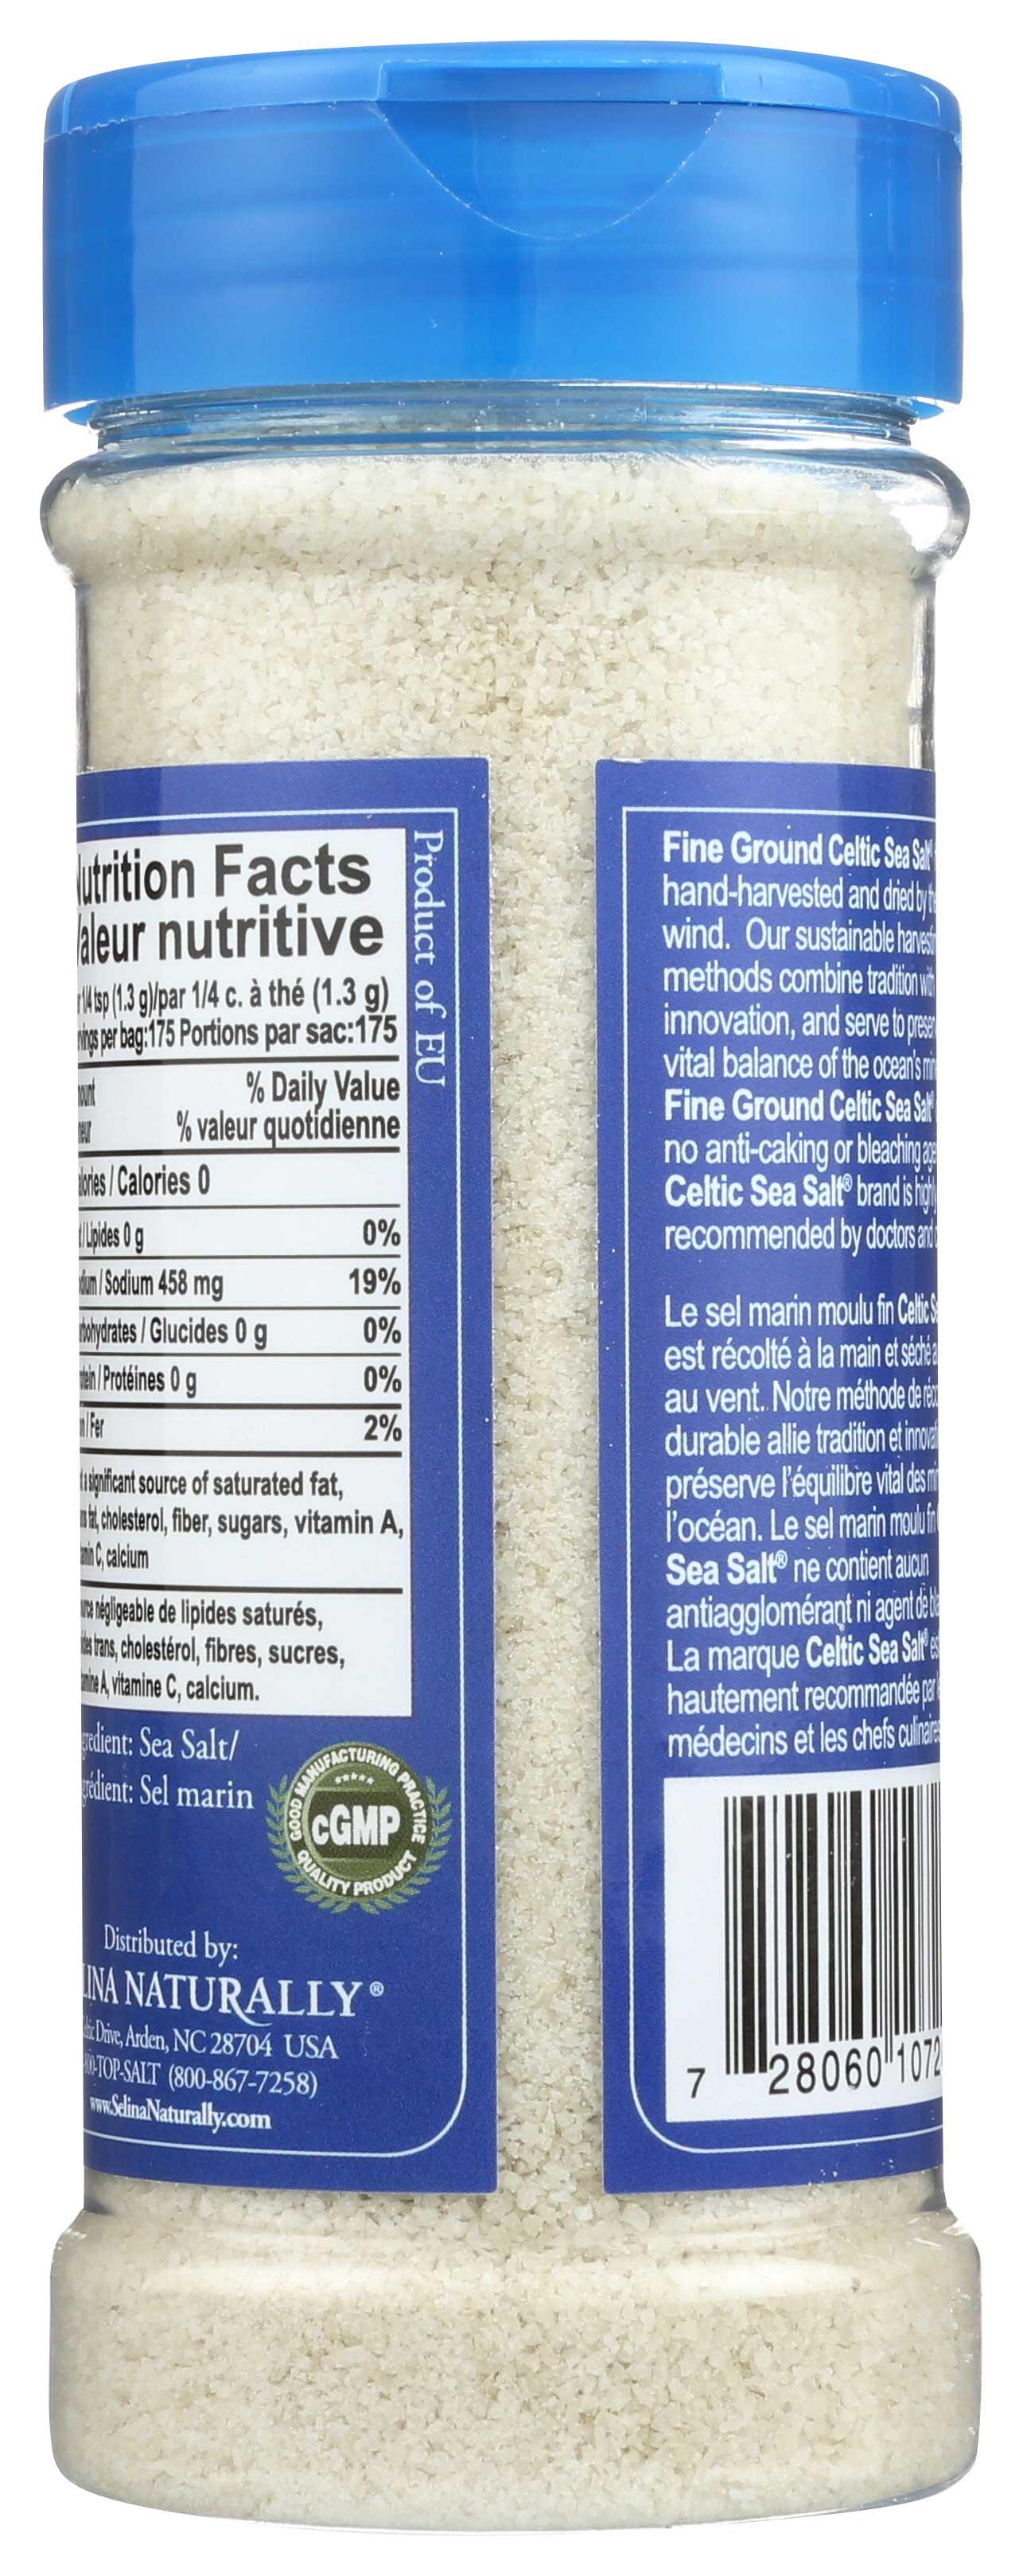 Nutrition Facts
Valeur nutritive
1/4 tsp (1.3 g)/par 1/4 c. à thé (1.3 g)
per bag:175 Portions par sac:175
% Daily Value
% valeur quotidienne
/ Calories 0
/ Lipides 0 g 0%
/ Sodium 458 mg 19%
/ Glucides 0 g 0%
/ Protéines 0 g 0%
/ Fer 2%
a significant source of saturated fat,
fat, cholesterol, fiber, sugars, vitamin A,
C, calcium
négligeable de lipides saturés,
trans, cholestérol, fibres, sucres,
A, vitamine C, calcium.
Product of EU
Sea Salt/
Sel marin
GOOD MANUFACTURING PRACTICE
cGMP
QUALITY PRODUCT
Distributed by:
NATURALLY®
Drive, Arden, NC 28704 USA
-TOP-SALT (800-867-7258)
www.SelinaNaturally.com
Fine Ground Celtic Sea Salt®
hand-harvested and dried by
wind. Our sustainable
methods combine tradition with
innovation, and serve to
vital balance of the ocean's
Fine Ground Celtic Sea Salt®
no anti-caking or bleaching
Celtic Sea Salt® brand is
recommended by doctors and
Le sel marin moulu fin Celtic
est récolté à la main et séché
au vent. Notre méthode de
durable allie tradition et
préserve l'équilibre vital des
l'océan. Le sel marin moulu fin
Sea Salt® ne contient aucun
antiagglomérant ni agent de
La marque Celtic Sea Salt®
hautement recommandée par
médecins et les chefs culinaires
7 28060 1072